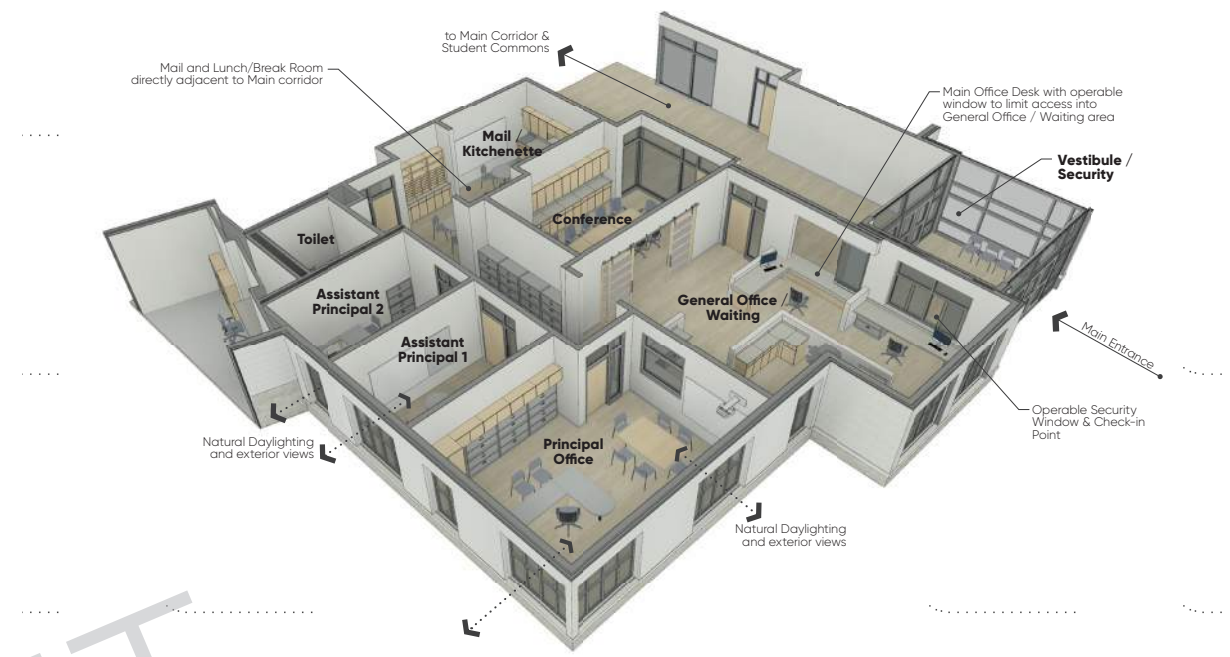 to Main Corridor &
Student Commons
Mail and Lunch/Break Room
directly adjacent to Main corridor
Main Office Desk with operable
window to limit access into
General Office / Waiting area
Mail /
Kitchenette
Vestibule /
Security
Conference
Toilet
Assistant
Principal 2
General Office /
Waiting
Assistant
Principal 1
Main Entrance
Operable Security
Window & Check-in
Point
Natural Daylighting
and exterior views
Principal
Office
Natural Daylighting
and exterior views